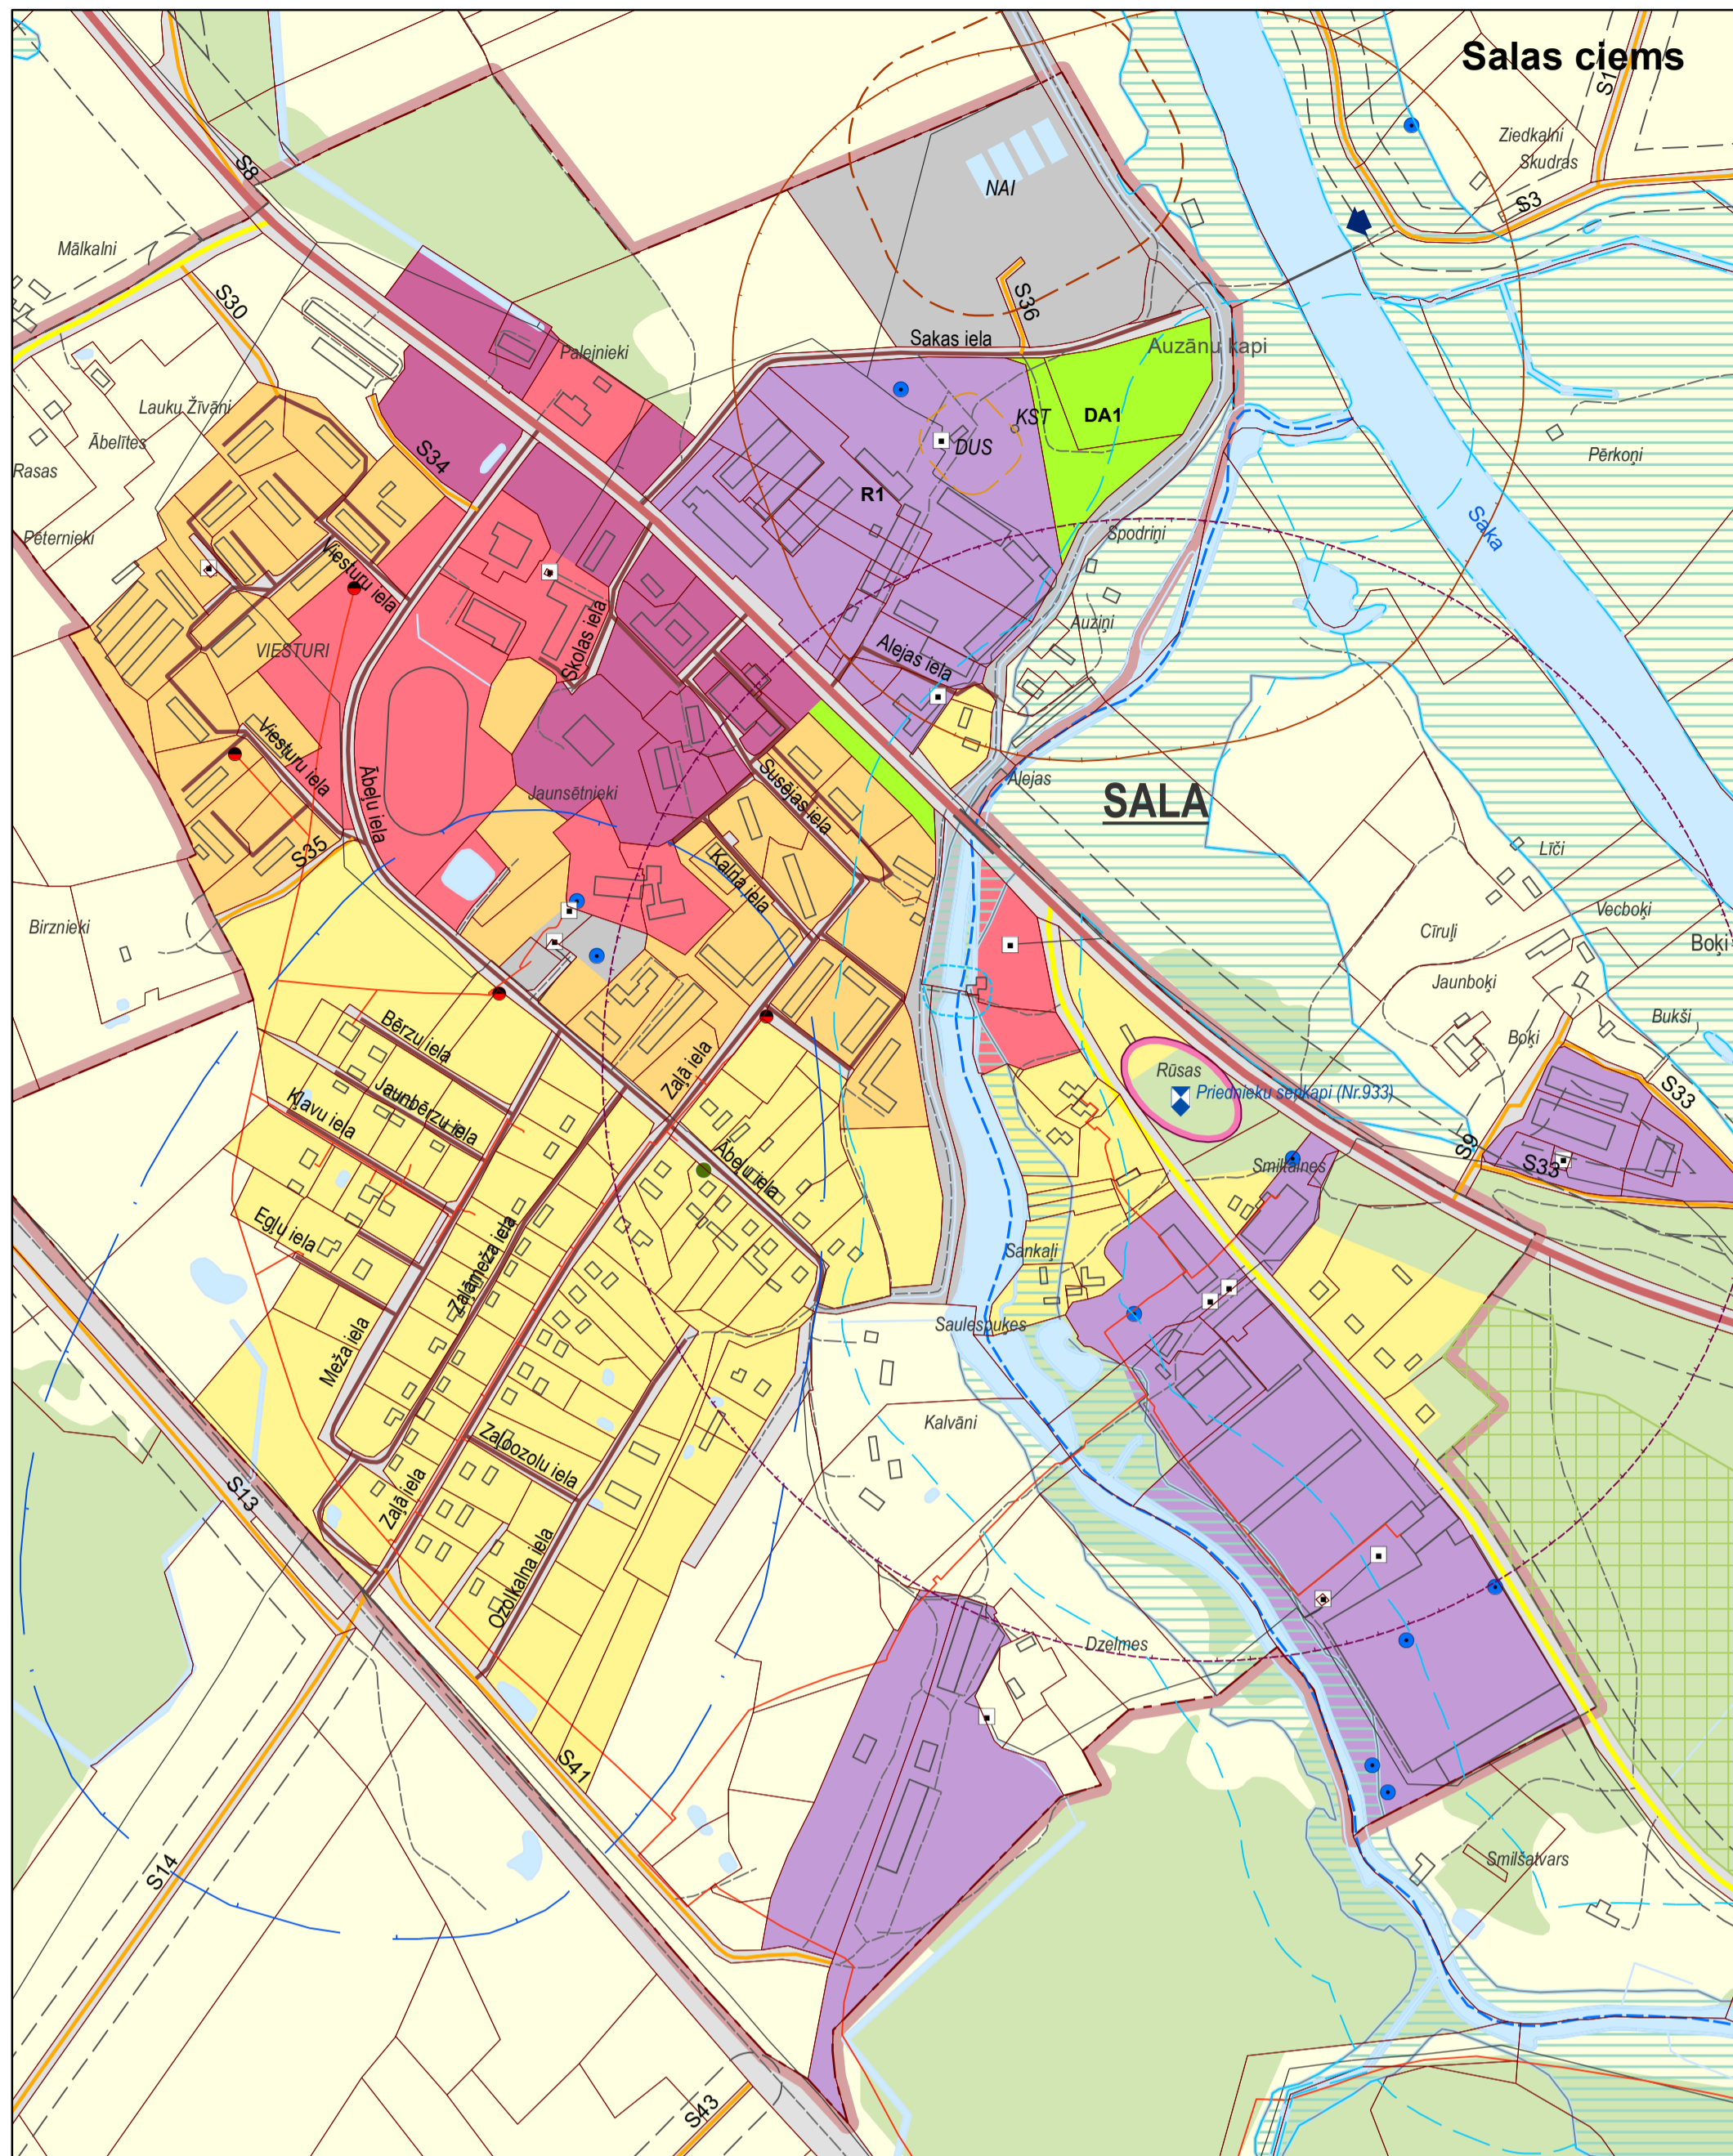 Salas ciems
S1
Ziedkalni
Skudras
S8
NAI
S3
Mālkalni
S30
S36
Sakas iela
Auzānu kapi
Palejnieki
Lauku Žīvāni
KST
DA1
Ābelītes
DUS
Pērkoņi
Rasas
S34
R1
Saka
Pēternieki
Spodriņi
Viesturu iela
Auziņi
Skolas iela
VIESTURI
Alejas iela
Viesturu iela
Ābeļu iela
Susējas iela
Alejas
Jaunsētnieki
SALA
S35
Līči
Kalna iela
Vecboķi
Birznieki
Cīruļi
Boķi
Jaunboķi
Bukši
Bērzu iela
Boķi
Zaļā iela
Rūsas
Jaunbērzu iela
Priednieku senkapi (Nr.933)
S33
Kļavu iela
S9
Ābeļu iela
Smilšaines
S33
Egļu iela
Zaļāmeža iela
Sankaļi
Saulespuķes
Meža iela
Kalvāni
Zaļozolu iela
S13
Zaļā iela
Ozolkalna iela
Dzelmes
S41
S14
Smilšatvars
S43